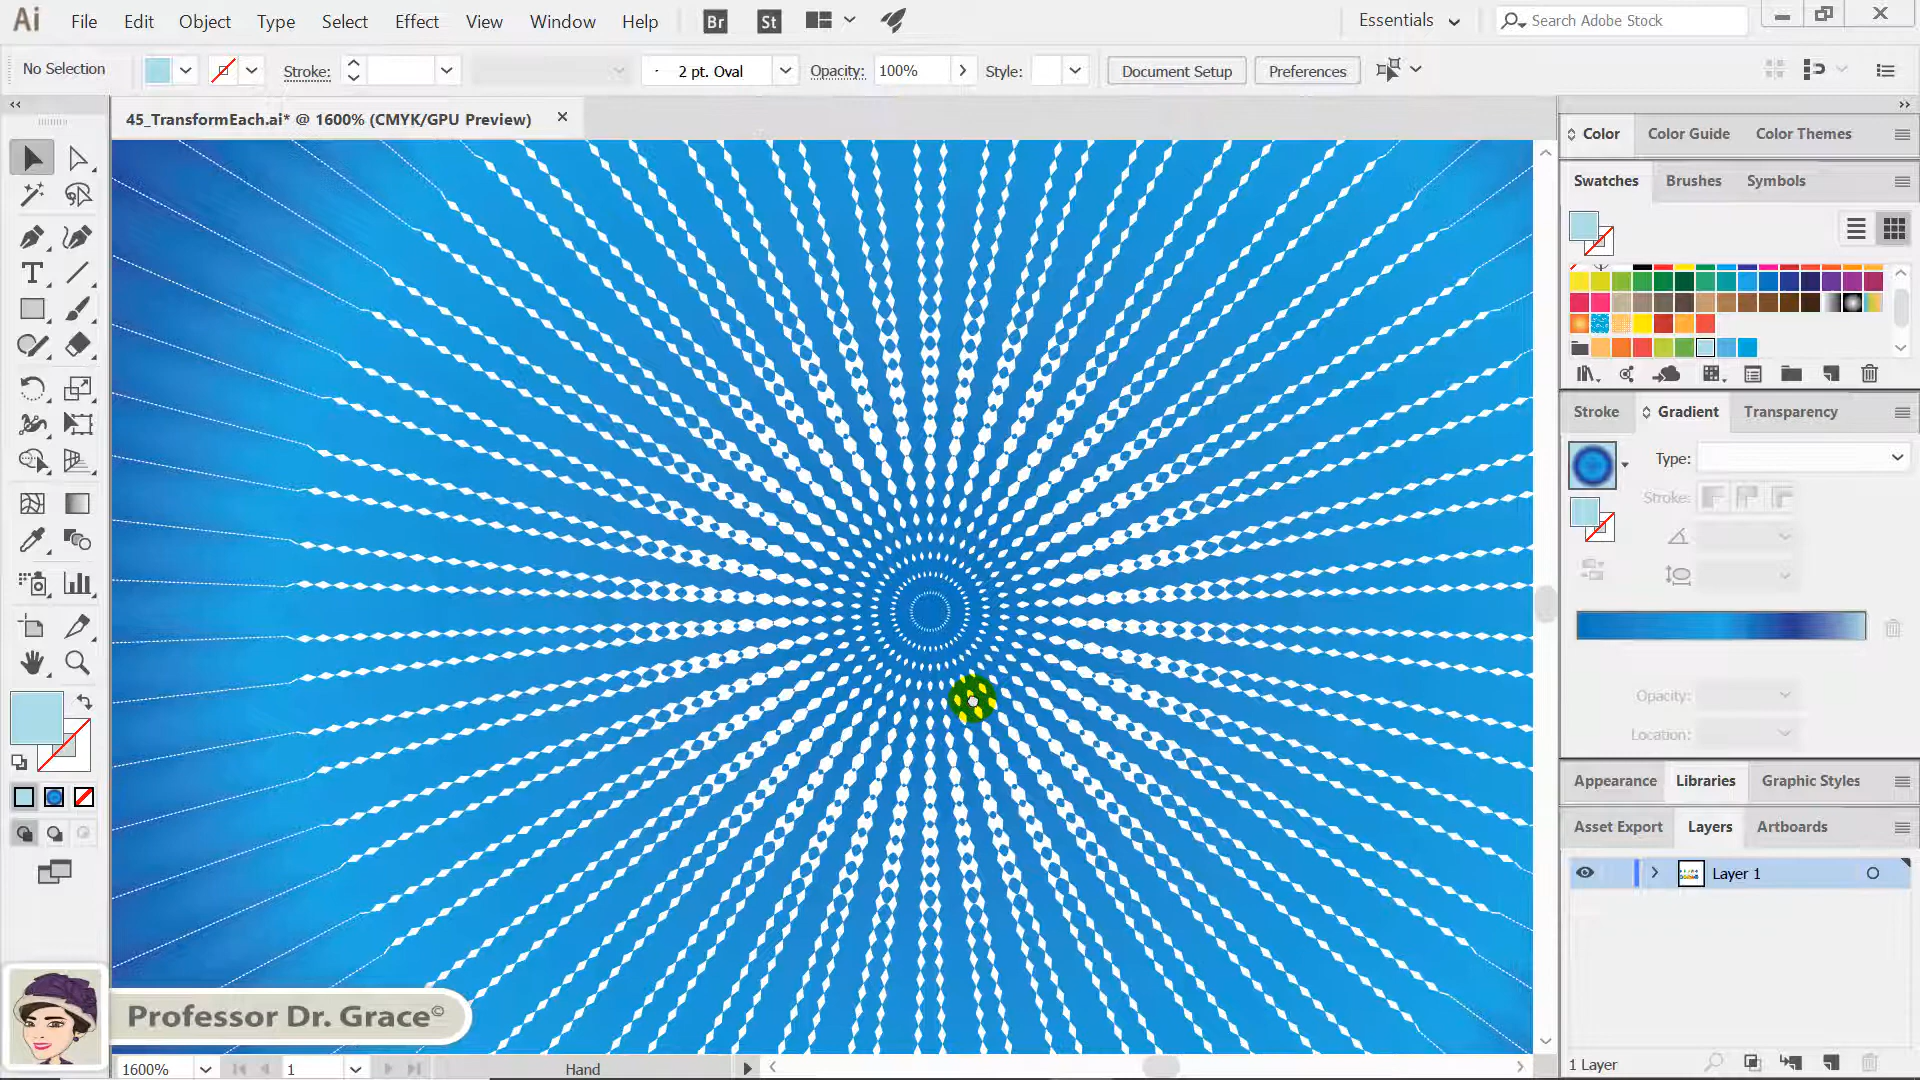 Ai File Edit Object Type Select Effect View Window Help Br St Essentials Search Adobe Stock
No Selection Stroke: 2 pt. Oval Opacity: 100% Style: Document Setup Preferences
45_TransformEach.ai* @ 1600% (CMYK/GPU Preview)
Color Color Guide Color Themes
Swatches Brushes Symbols
Stroke Gradient Transparency
Type:
Stroke:
Opacity:
Location:
Appearance Libraries Graphic Styles
Asset Export Layers Artboards
Layer 1
Professor Dr. Grace©
1600% 1 Hand
1 Layer